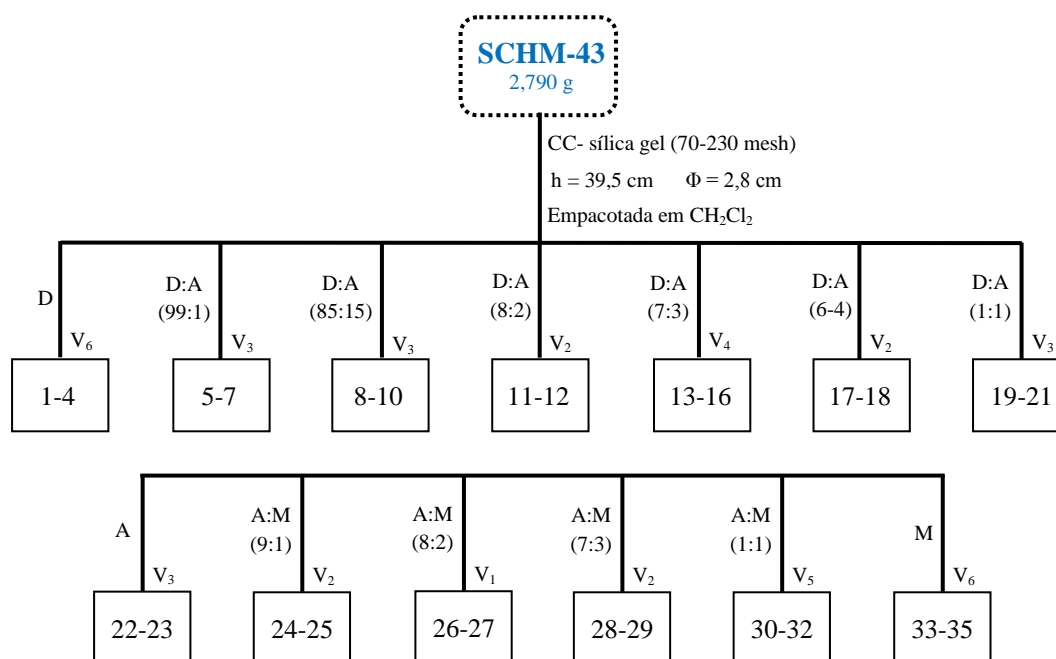 SCHM-43
2,790 g
CC- sílica gel (70-230 mesh)
h = 39,5 cm Φ = 2,8 cm
Empacotada em CH₂Cl₂
D
V₆
1-4
D:A
(99:1)
V₃
5-7
D:A
(85:15)
V₃
8-10
D:A
(8:2)
V₂
11-12
D:A
(7:3)
V₄
13-16
D:A
(6-4)
V₂
17-18
D:A
(1:1)
V₃
19-21
A
V₃
22-23
A:M
(9:1)
V₂
24-25
A:M
(8:2)
V₁
26-27
A:M
(7:3)
V₂
28-29
A:M
(1:1)
V₅
30-32
M
V₆
33-35